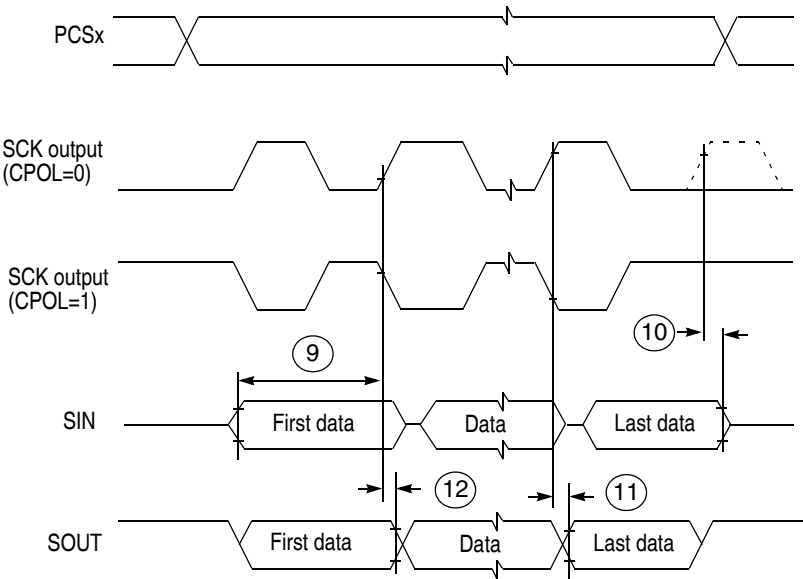 PCSx
SCK output
(CPOL=0)
SCK output
(CPOL=1)
10
9
SIN
First data
Data
Last data
12
11
SOUT
First data
Data
Last data